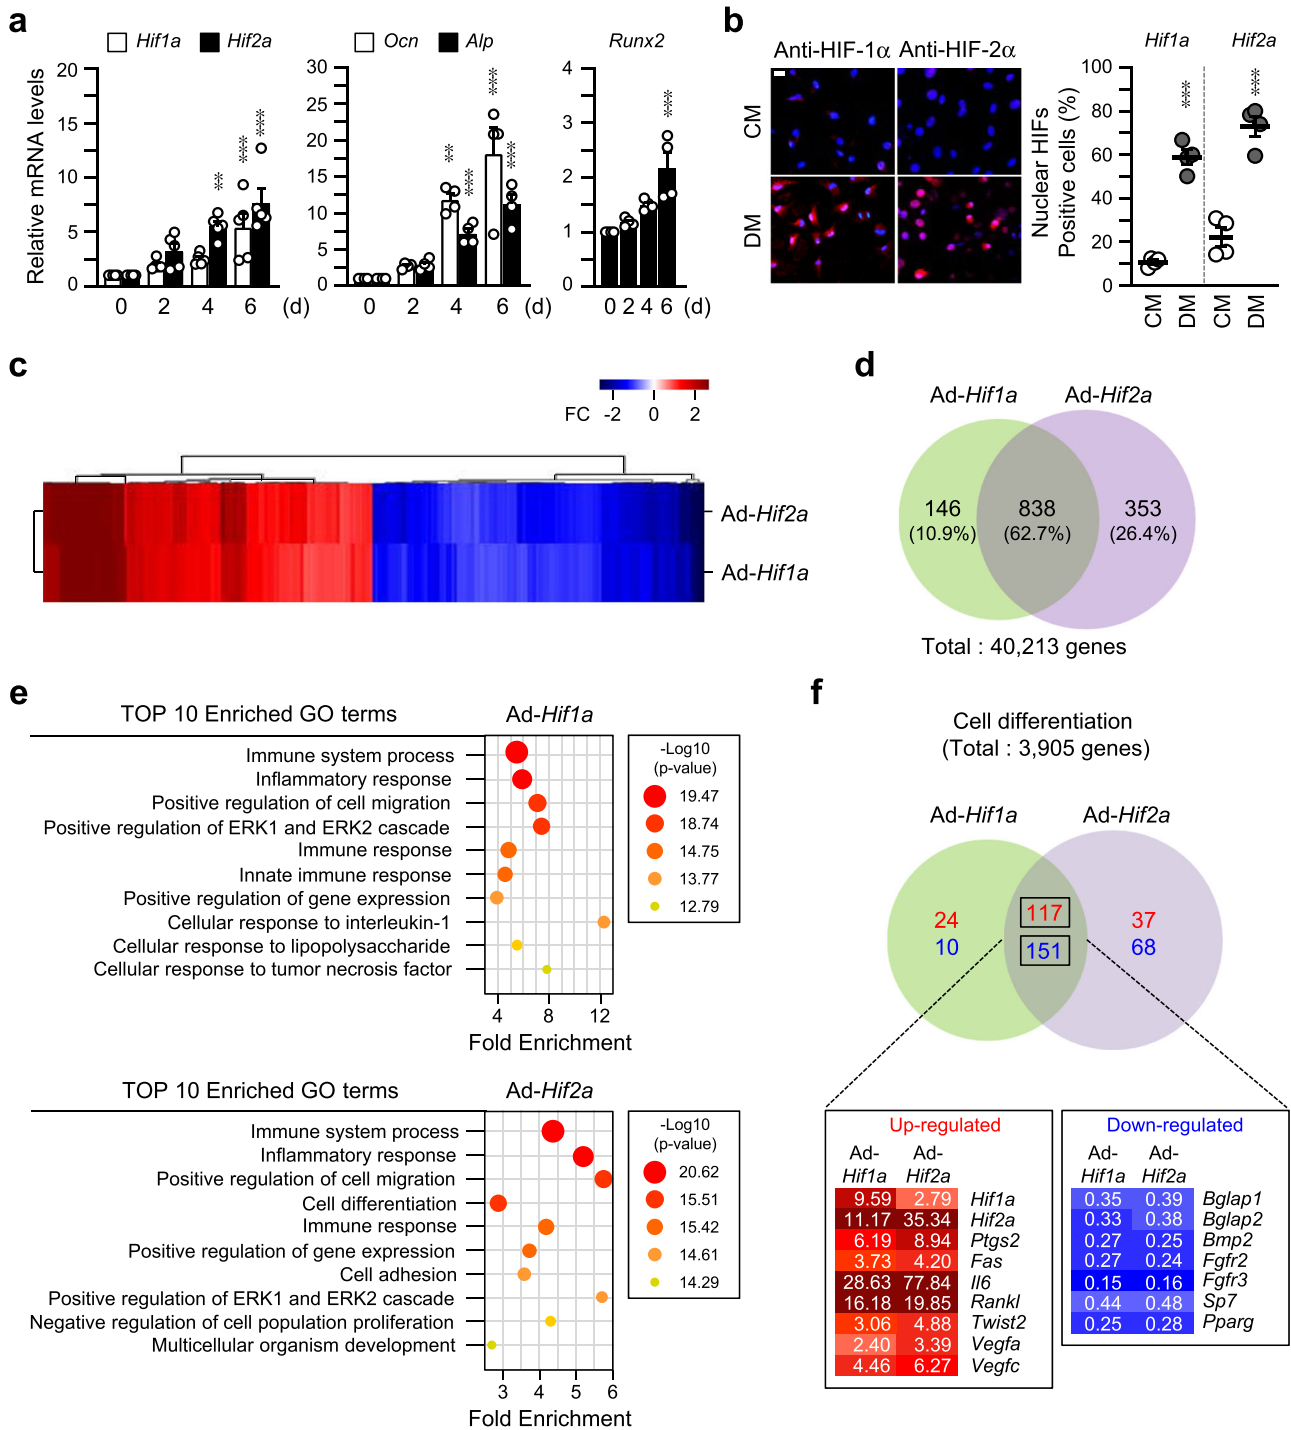 a
Hif1a Hif2a
Ocn Alp
Runx2
Relative mRNA levels
20
15
10
5
0
0 2 4 6 (d)
** *** ***
30
25
20
15
10
5
0
0 2 4 6 (d)
** *** *** ***
4
3
2
1
0
0 2 4 6 (d)
***
b
Anti-HIF-1α Anti-HIF-2α
CM
DM
Hif1a Hif2a
Nuclear HIFs
Positive cells (%)
100
80
60
40
20
0
*** ***
CM DM CM DM
c
FC -2 0 2
Ad-Hif2a
Ad-Hif1a
d
Ad-Hif1a Ad-Hif2a
146 838 353
(10.9%) (62.7%) (26.4%)
Total : 40,213 genes
e
TOP 10 Enriched GO terms Ad-Hif1a
Immune system process
Inflammatory response
Positive regulation of cell migration
Positive regulation of ERK1 and ERK2 cascade
Immune response
Innate immune response
Positive regulation of gene expression
Cellular response to interleukin-1
Cellular response to lipopolysaccharide
Cellular response to tumor necrosis factor
4 8 12
Fold Enrichment
-Log10
(p-value)
19.47
18.74
14.75
13.77
12.79
TOP 10 Enriched GO terms Ad-Hif2a
Immune system process
Inflammatory response
Positive regulation of cell migration
Cell differentiation
Immune response
Positive regulation of gene expression
Cell adhesion
Positive regulation of ERK1 and ERK2 cascade
Negative regulation of cell population proliferation
Multicellular organism development
3 4 5 6
Fold Enrichment
-Log10
(p-value)
20.62
15.51
15.42
14.61
14.29
f
Cell differentiation
(Total : 3,905 genes)
Ad-Hif1a Ad-Hif2a
24 117 37
10 151 68
Up-regulated
Ad- Ad-
Hif1a Hif2a
9.59 2.79 Hif1a
11.17 35.34 Hif2a
6.19 8.94 Ptgs2
3.73 4.20 Fas
28.63 77.84 Il6
16.18 19.85 Rankl
3.06 4.88 Twist2
2.40 3.39 Vegfa
4.46 6.27 Vegfc
Down-regulated
Ad- Ad-
Hif1a Hif2a
0.35 0.39 Bglap1
0.33 0.38 Bglap2
0.27 0.25 Bmp2
0.27 0.24 Fgfr2
0.15 0.16 Fgfr3
0.44 0.48 Sp7
0.25 0.28 Pparg